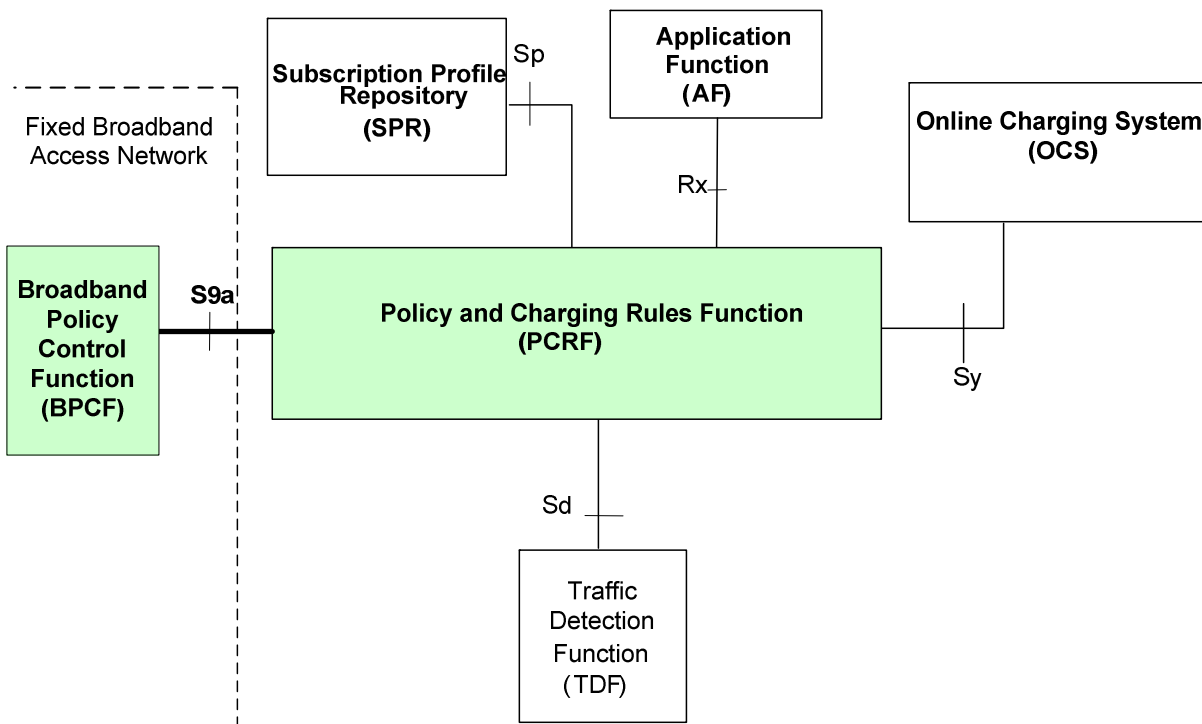 Sp
Subscription Profile
Repository
(SPR)
Application
Function
(AF)
Online Charging System
(OCS)
Fixed Broadband
Access Network
Rx
Broadband
Policy
Control
Function
(BPCF)
S9a
Policy and Charging Rules Function
(PCRF)
Sy
Sd
Traffic
Detection
Function
(TDF)